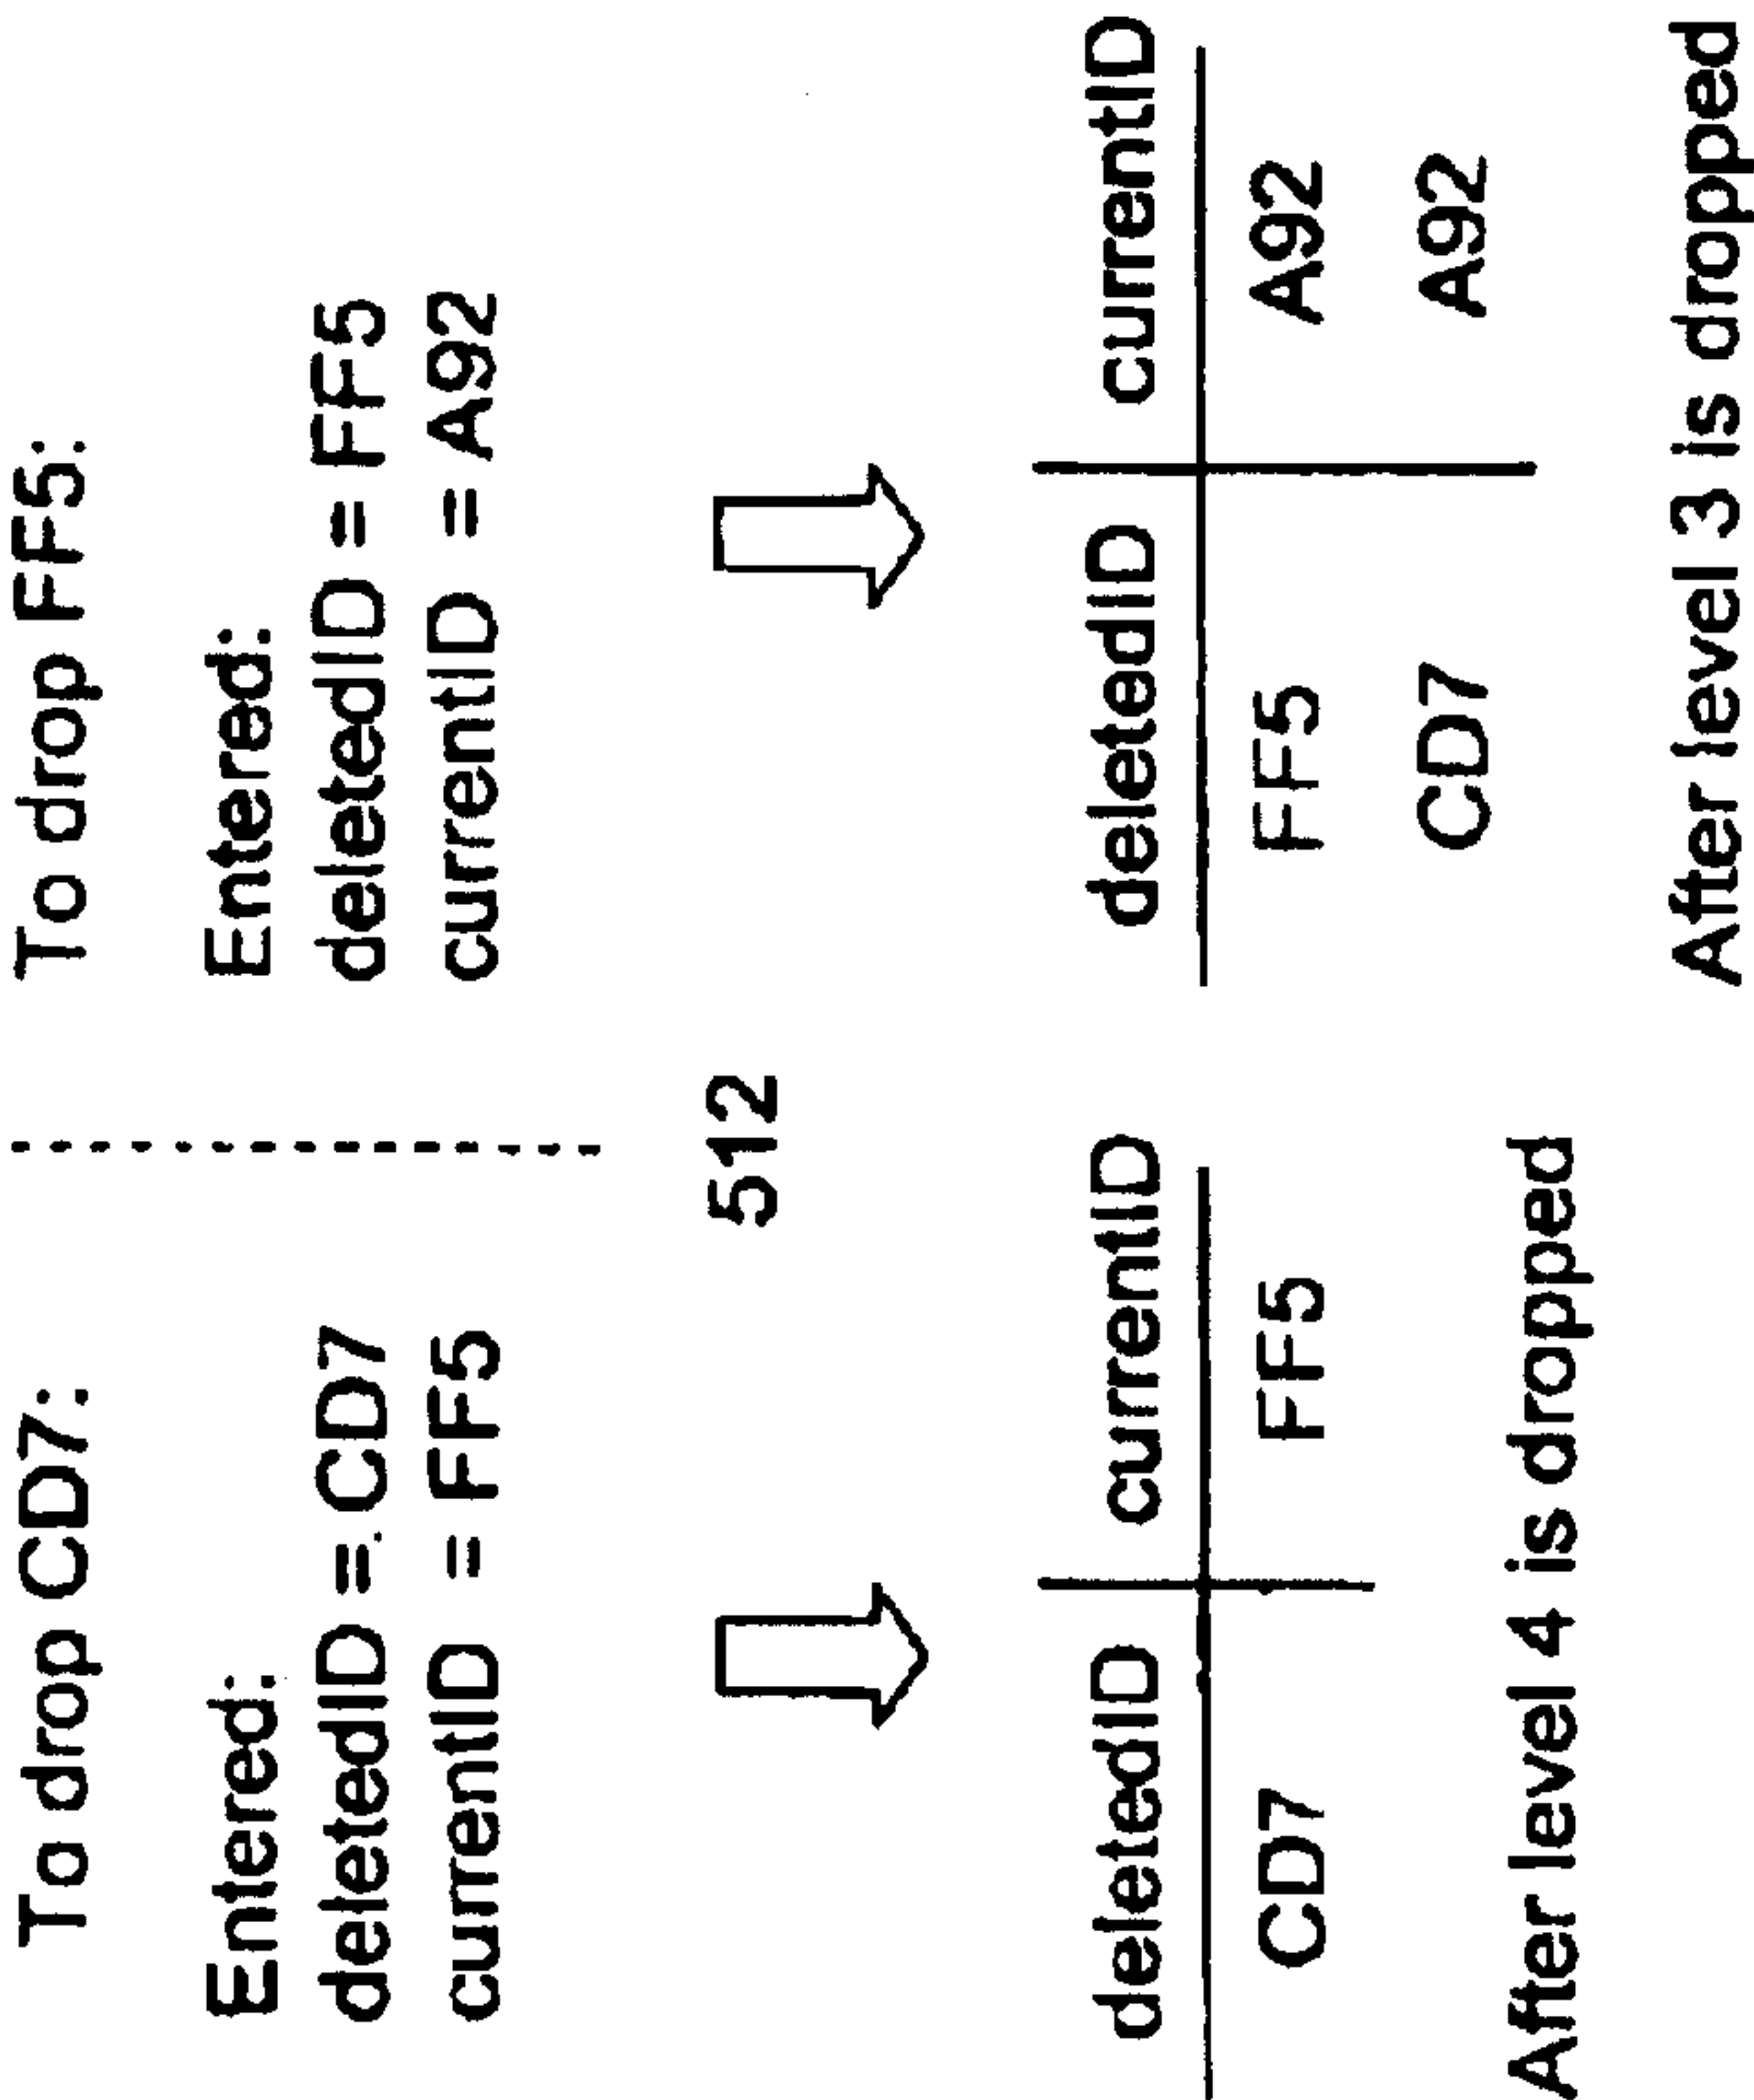 To drop CD7:
Entered:
deletedID = CD7
currentID = FF5
512
deletedID currentID
CD7 FF5
After level 4 is dropped
To drop FF5:
Entered:
deletedID = FF5
currentID = A92
deletedID currentID
FF5 A92
CD7 A92
After level 3 is dropped